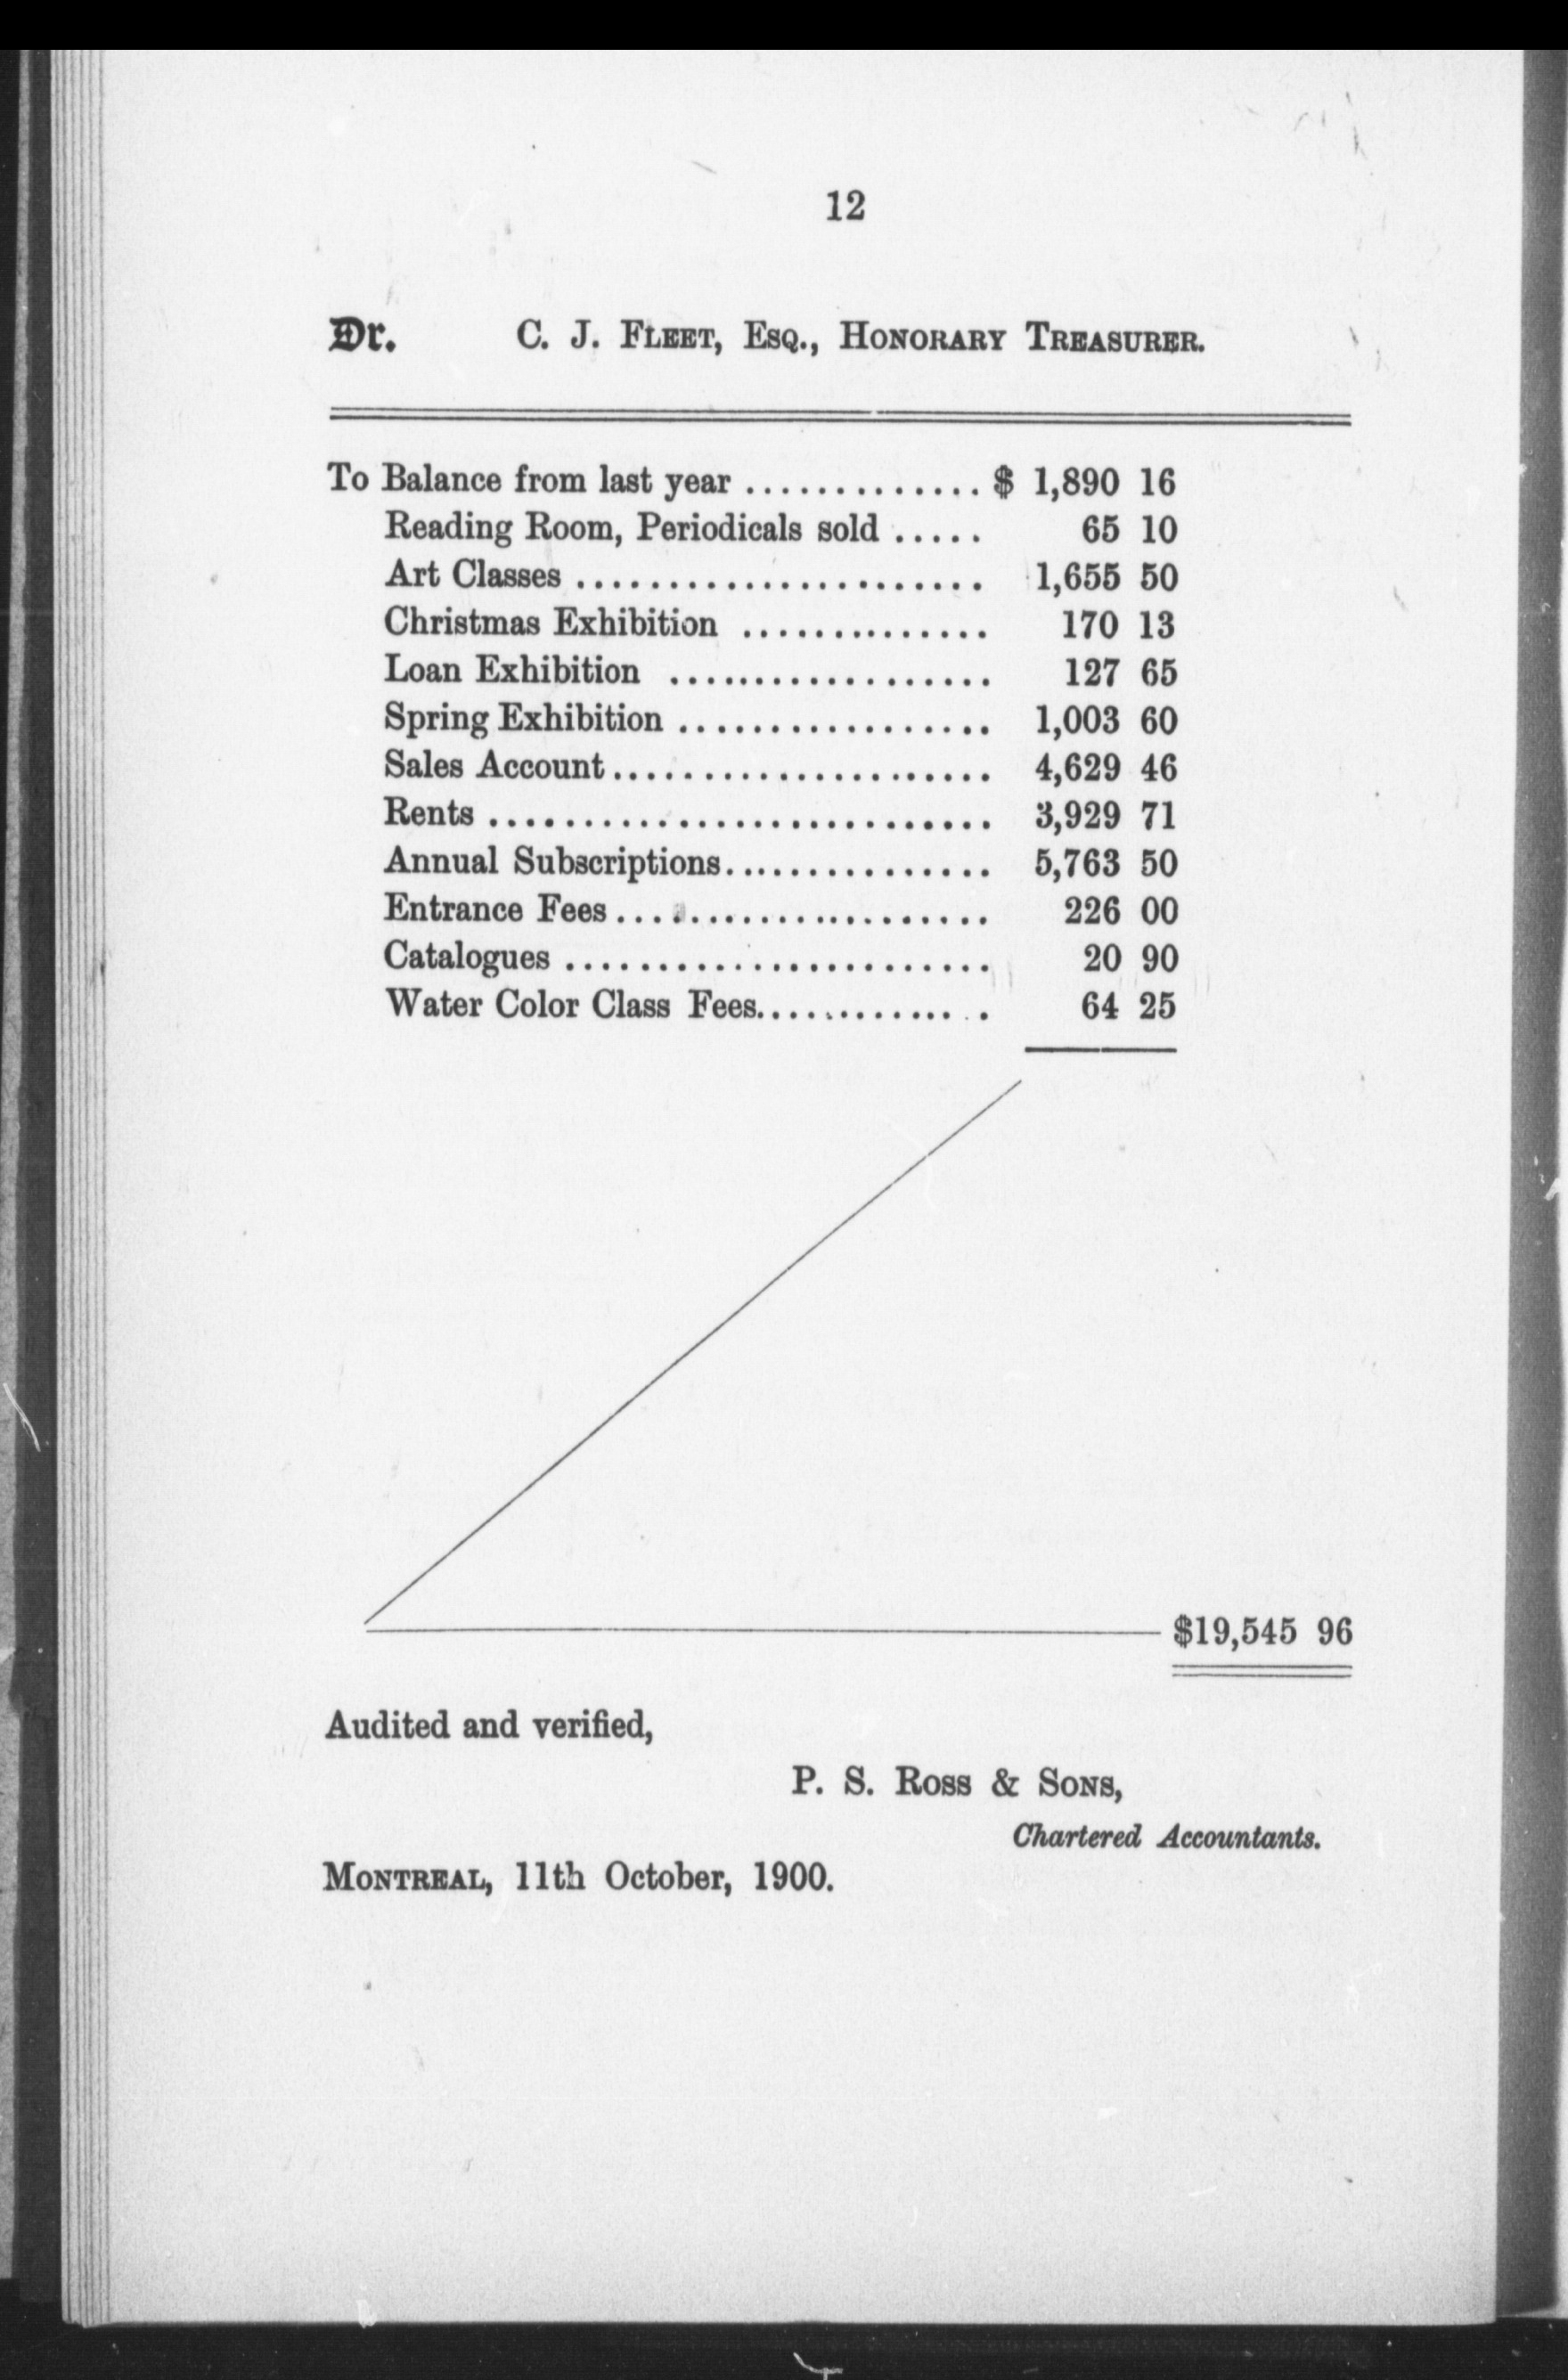 12
Dr. C. J. Fleet, Esq., Honorary Treasurer.
To Balance from last year .............. $ 1,890 16
Reading Room, Periodicals sold ..... 65 10
Art Classes ....................... 1,655 50
Christmas Exhibition .............. 170 13
Loan Exhibition .................. 127 65
Spring Exhibition ................. 1,003 60
Sales Account...................... 4,629 46
Rents ............................ 3,929 71
Annual Subscriptions............... 5,763 50
Entrance Fees..................... 226 00
Catalogues ........................ 20 90
Water Color Class Fees.............. 64 25
$19,545 96
Audited and verified,
P. S. Ross & Sons,
Chartered Accountants.
Montreal, 11th October, 1900.